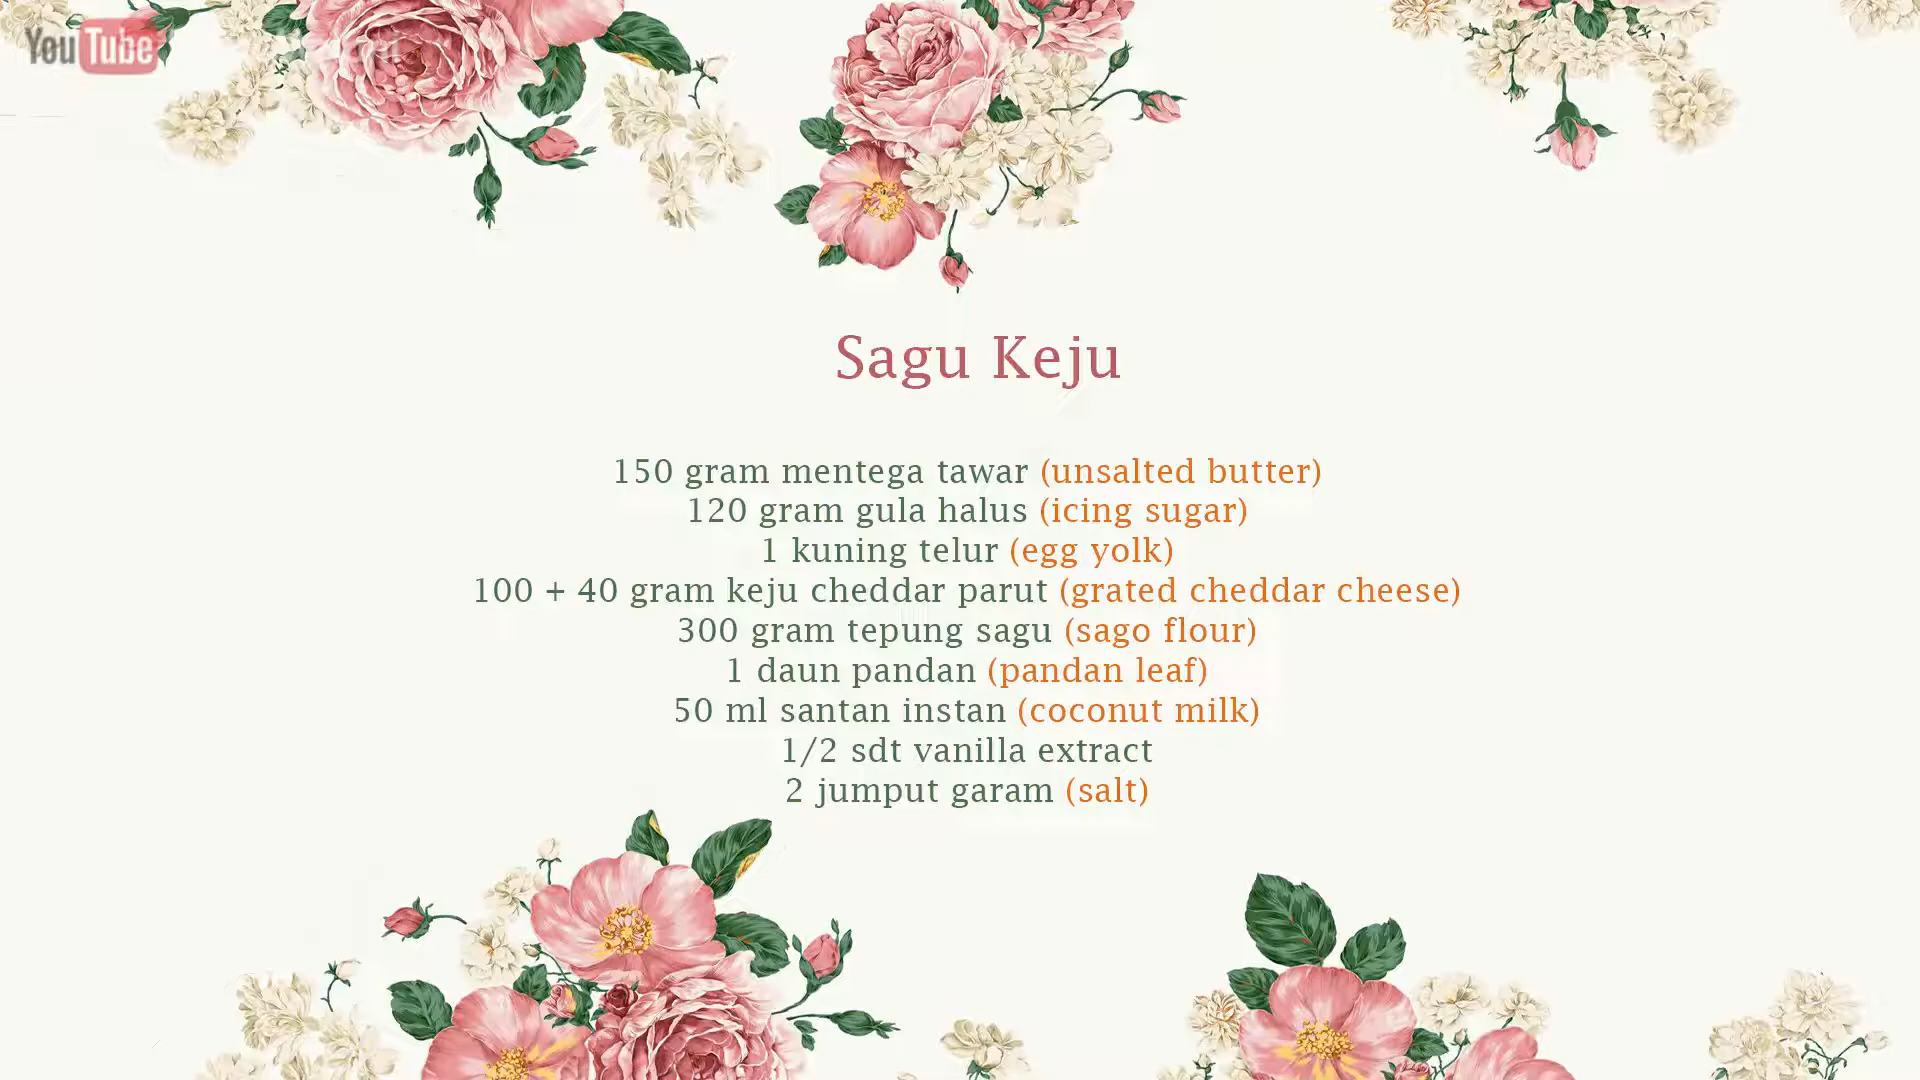 YouTube
Sagu Keju
150 gram mentega tawar (unsalted butter)
120 gram gula halus (icing sugar)
1 kuning telur (egg yolk)
100 + 40 gram keju cheddar parut (grated cheddar cheese)
300 gram tepung sagu (sago flour)
1 daun pandan (pandan leaf)
50 ml santan instan (coconut milk)
1/2 sdt vanilla extract
2 jumput garam (salt)